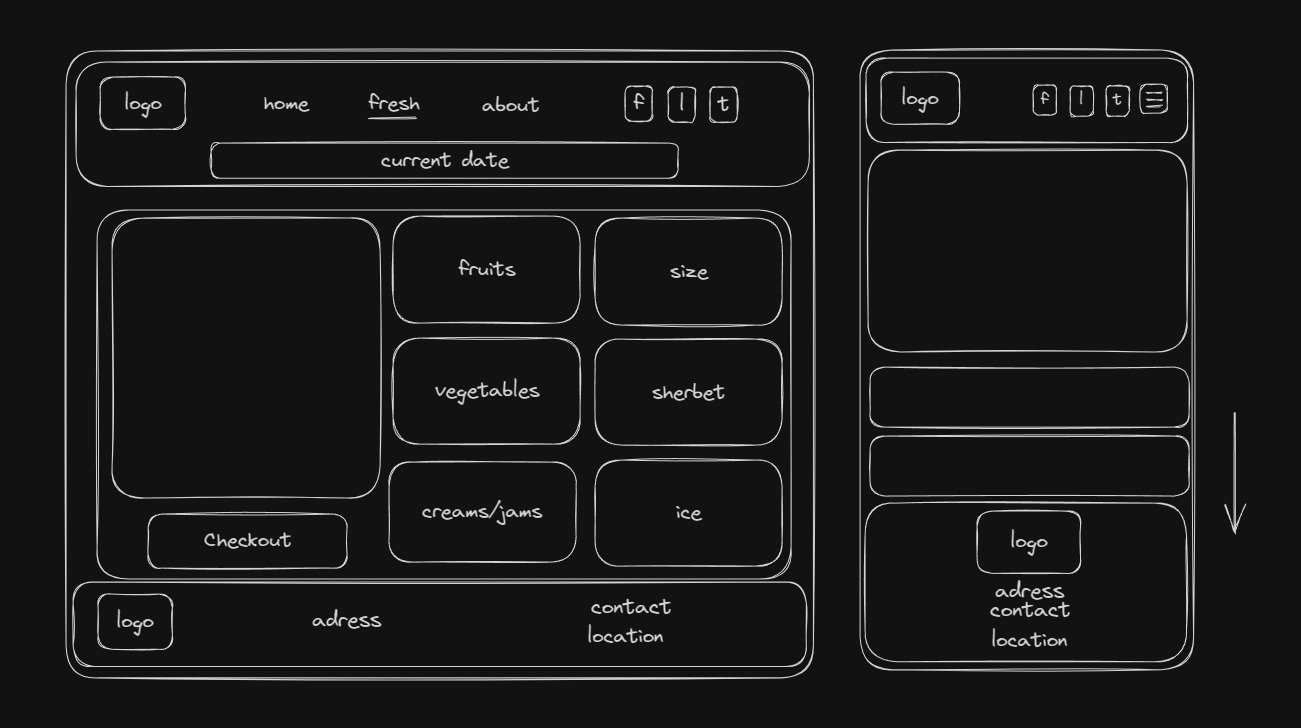 logo
home
fresh
about
f
l
t
current date
fruits
size
vegetables
sherbet
creams/jams
ice
Checkout
logo
adress
contact
location
logo
f
l
t
logo
adress
contact
location